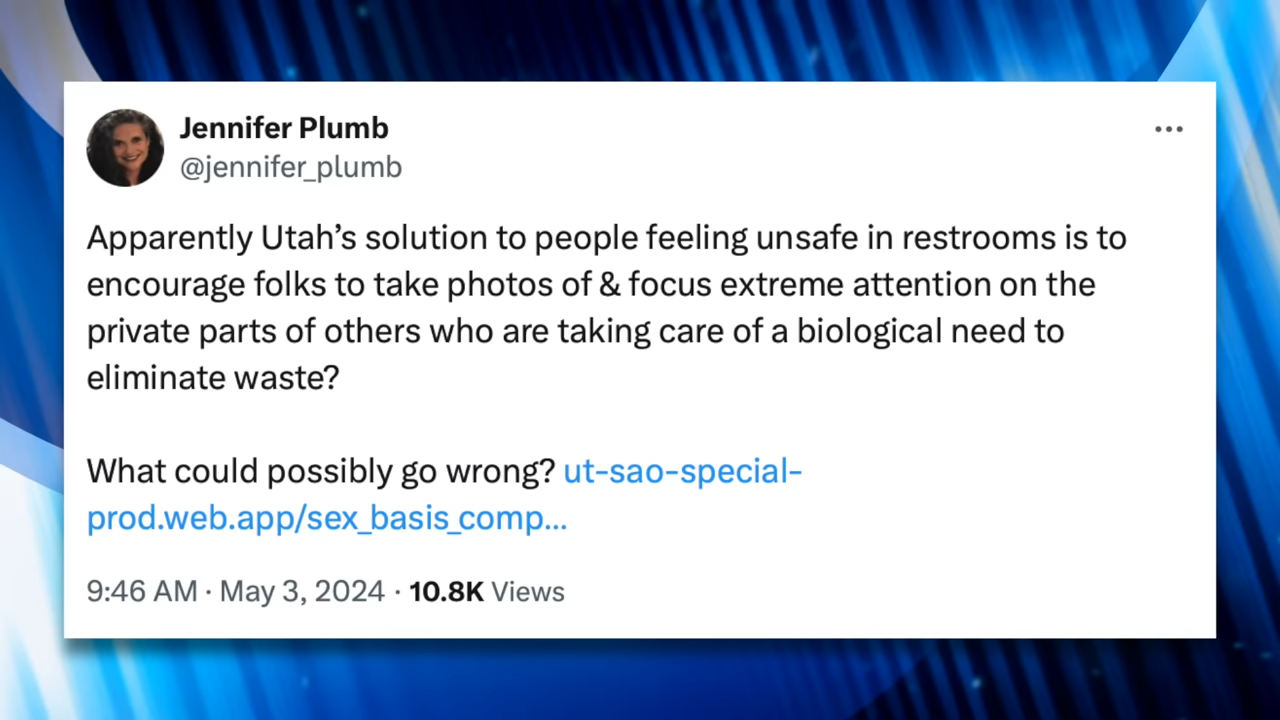 Jennifer Plumb
@jennifer_plumb
Apparently Utah’s solution to people feeling unsafe in restrooms is to
encourage folks to take photos of & focus extreme attention on the
private parts of others who are taking care of a biological need to
eliminate waste?
What could possibly go wrong? ut-sao-special-
prod.web.app/sex_basis_comp...
9:46 AM · May 3, 2024 · 10.8K Views